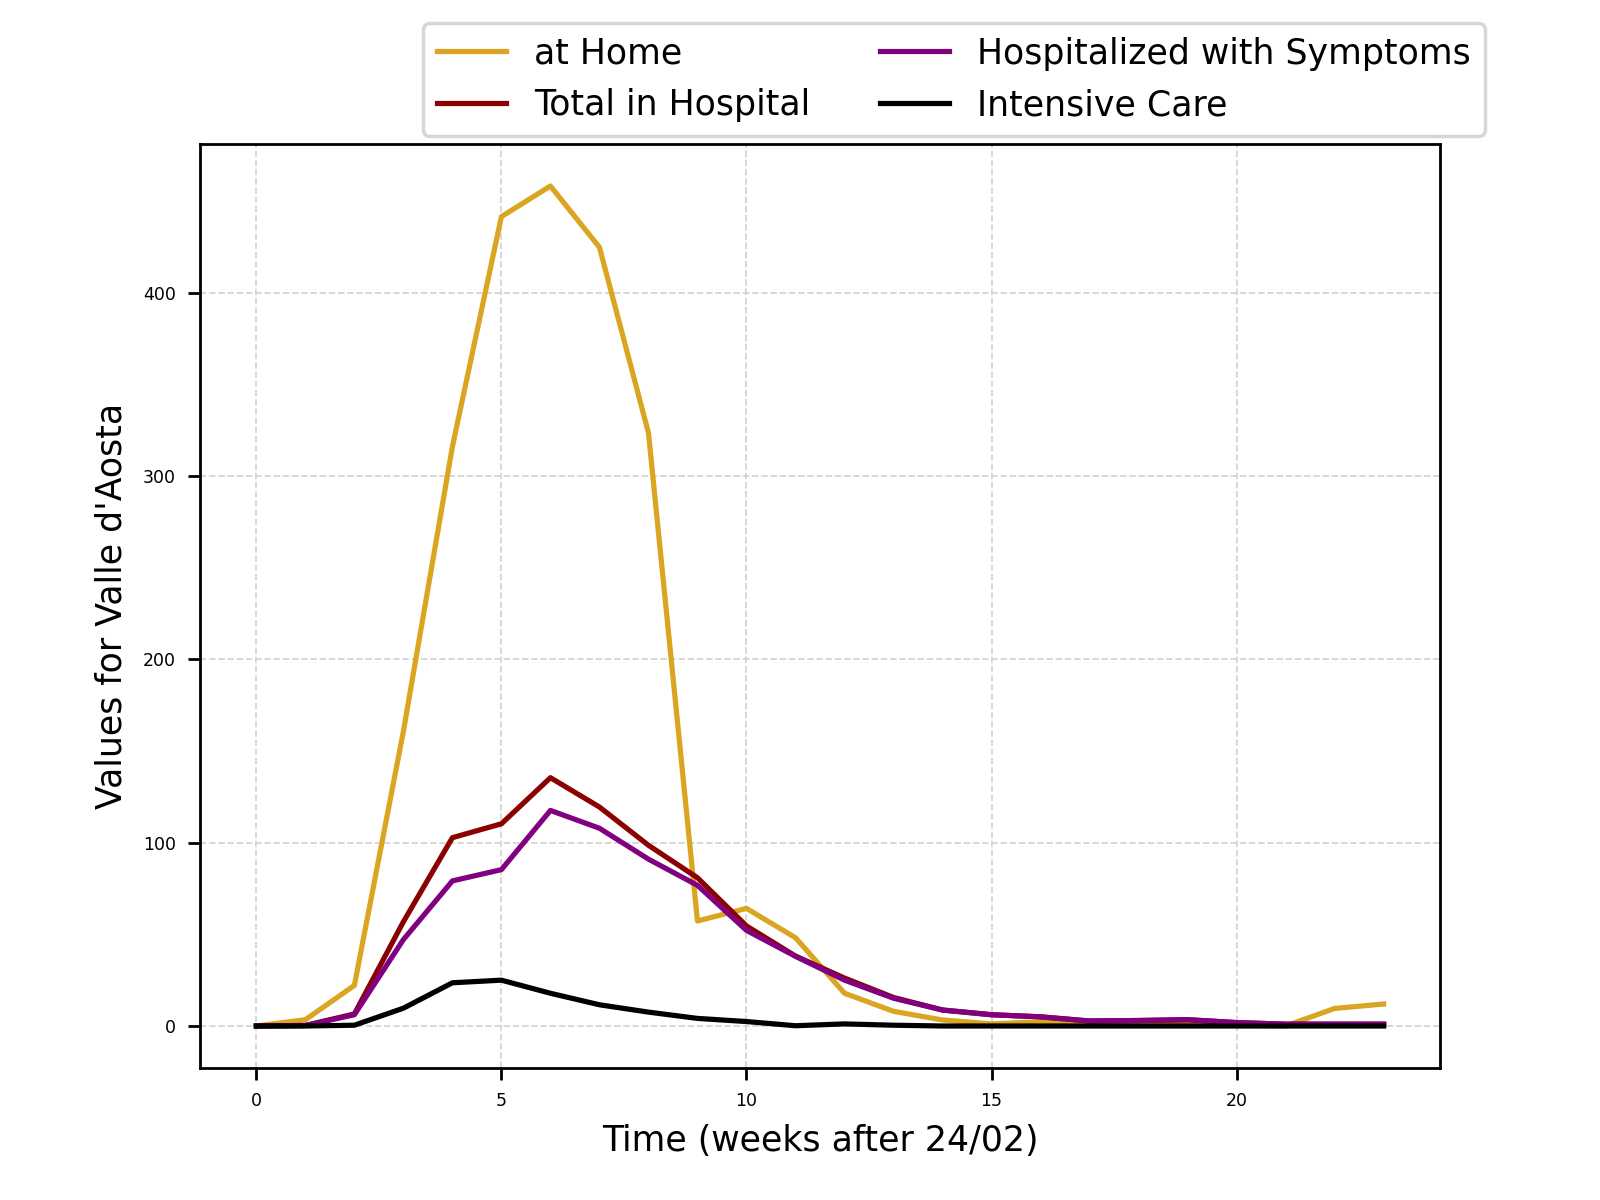 at Home
Total in Hospital
Hospitalized with Symptoms
Intensive Care
Values for Valle d'Aosta
400
300
200
100
0
0 5 10 15 20
Time (weeks after 24/02)